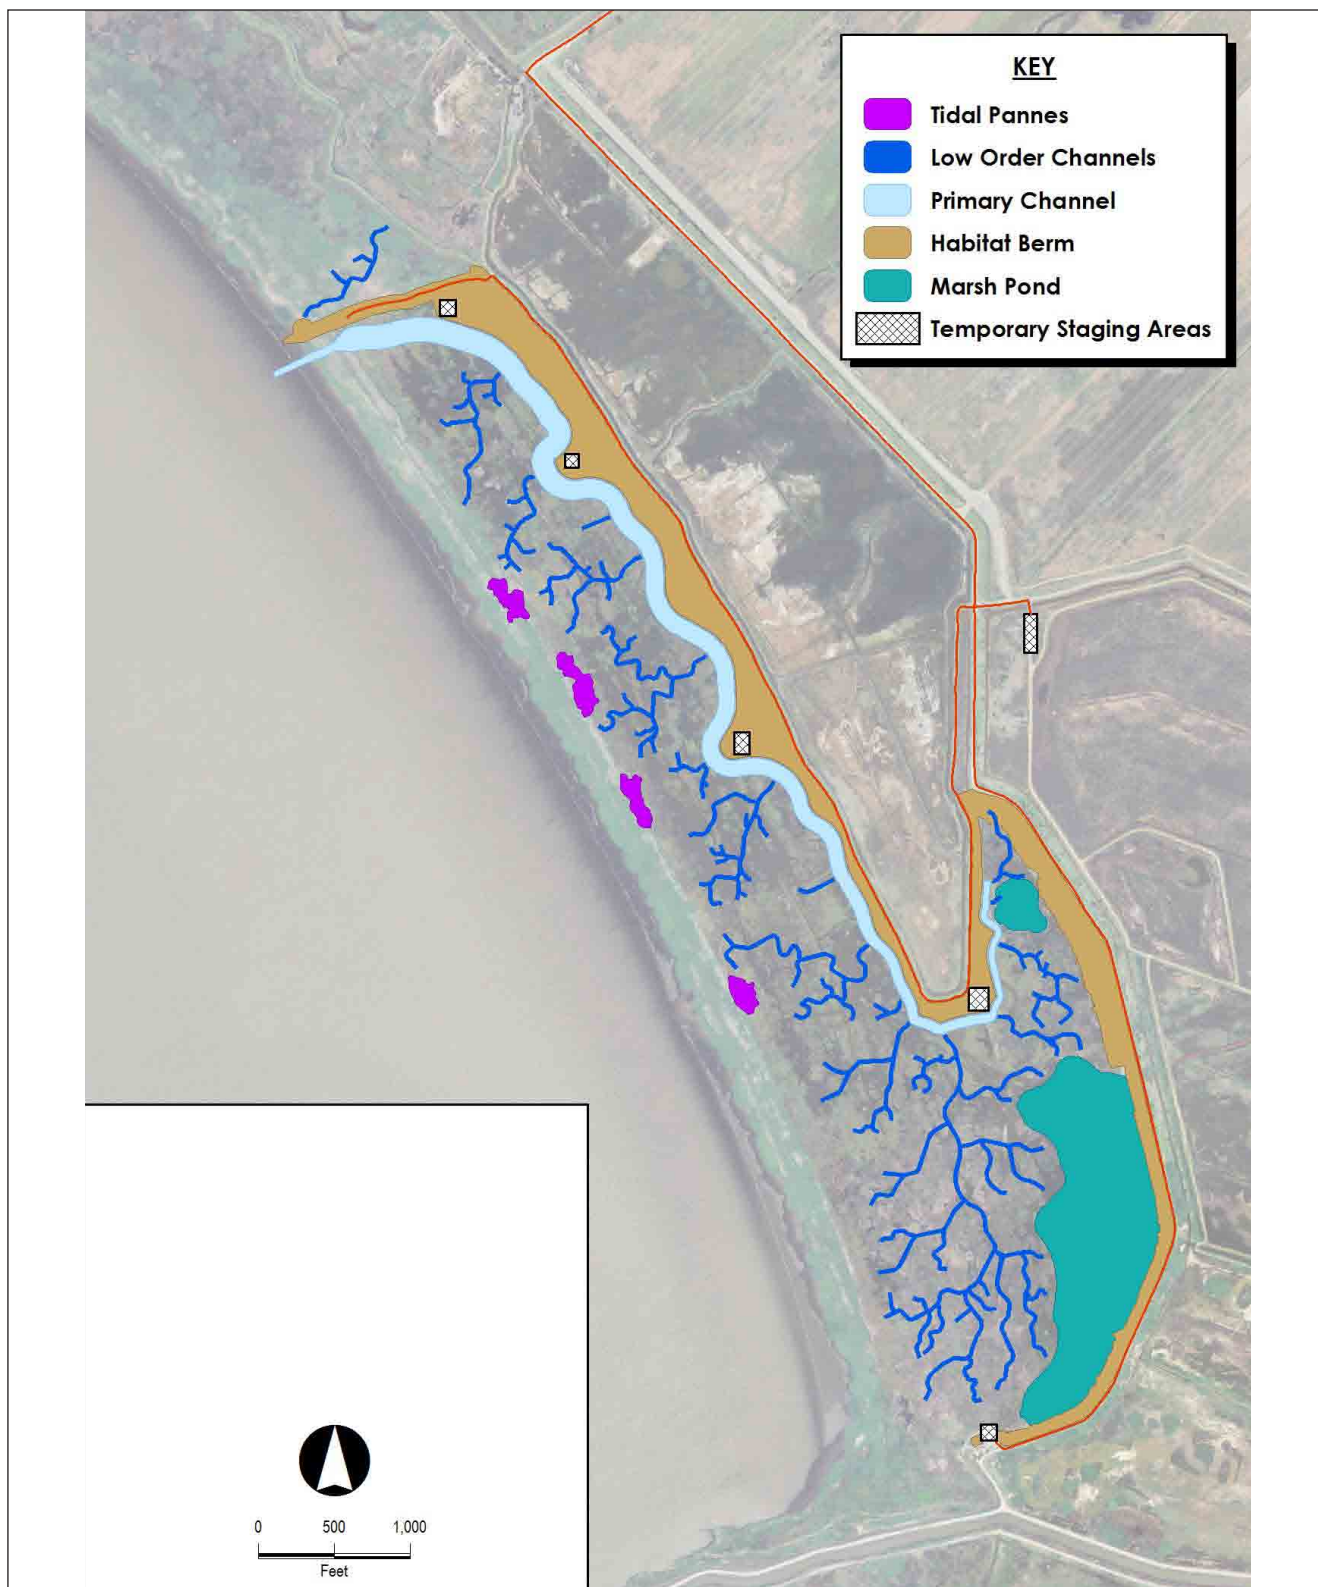 KEY
Tidal Pannes
Low Order Channels
Primary Channel
Habitat Berm
Marsh Pond
Temporary Staging Areas
0 500 1,000
Feet